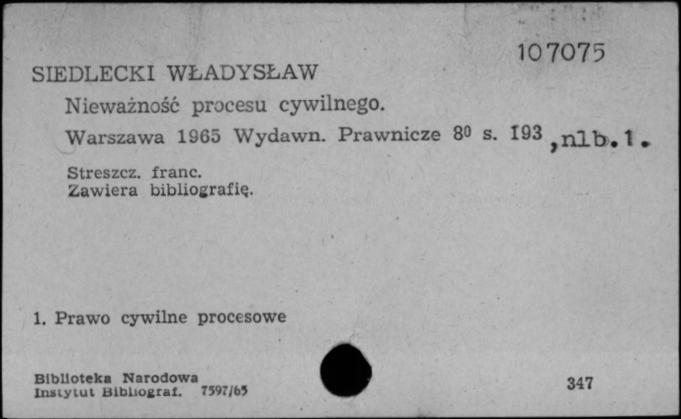 107075
SIEDLECKI WŁADYSŁAW
Nieważność procesu cywilnego.
Warszawa 1965 Wydawn. Prawnicze 8⁰ s. 193 ,nlb.1.
Streszcz. franc.
Zawiera bibliografię.
1. Prawo cywilne procesowe
Biblioteka Narodowa
Instytut Bibliograf. 7597/65
347